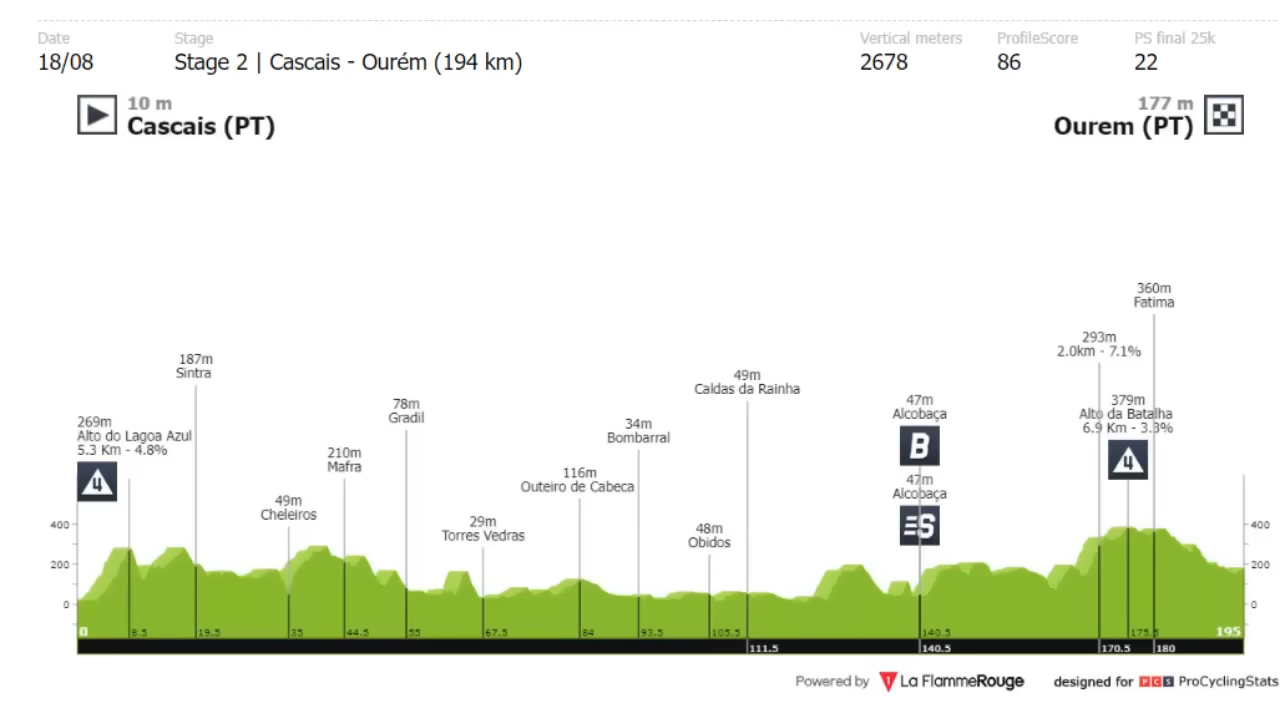 Date
Stage
Vertical meters
ProfileScore
PS final 25k
18/08
Stage 2 | Cascais - Ourém (194 km)
2678
86
22
10 m
Cascais (PT)
177 m
Ourem (PT)
360m
Fatima
293m
2.0km - 7.1%
187m
Sintra
49m
Caldas da Rainha
379m
Alto da Batalha
6.9 Km - 3.3%
4
47m
Alcobaça
B
47m
Alcobaça
S
78m
Gradil
269m
Alto do Lagoa Azul
5.3 Km - 4.8%
4
34m
Bombarral
210m
Mafra
116m
Outeiro de Cabeca
49m
Cheleiros
29m
Torres Vedras
48m
Obidos
400
200
0
400
200
0
0
8.5
19.5
35
44.5
55
67.5
84
93.5
105.5
140.5
175.5
195
111.5
140.5
170.5
180
Powered by
La FlammeRouge
designed for PCS ProCyclingStats